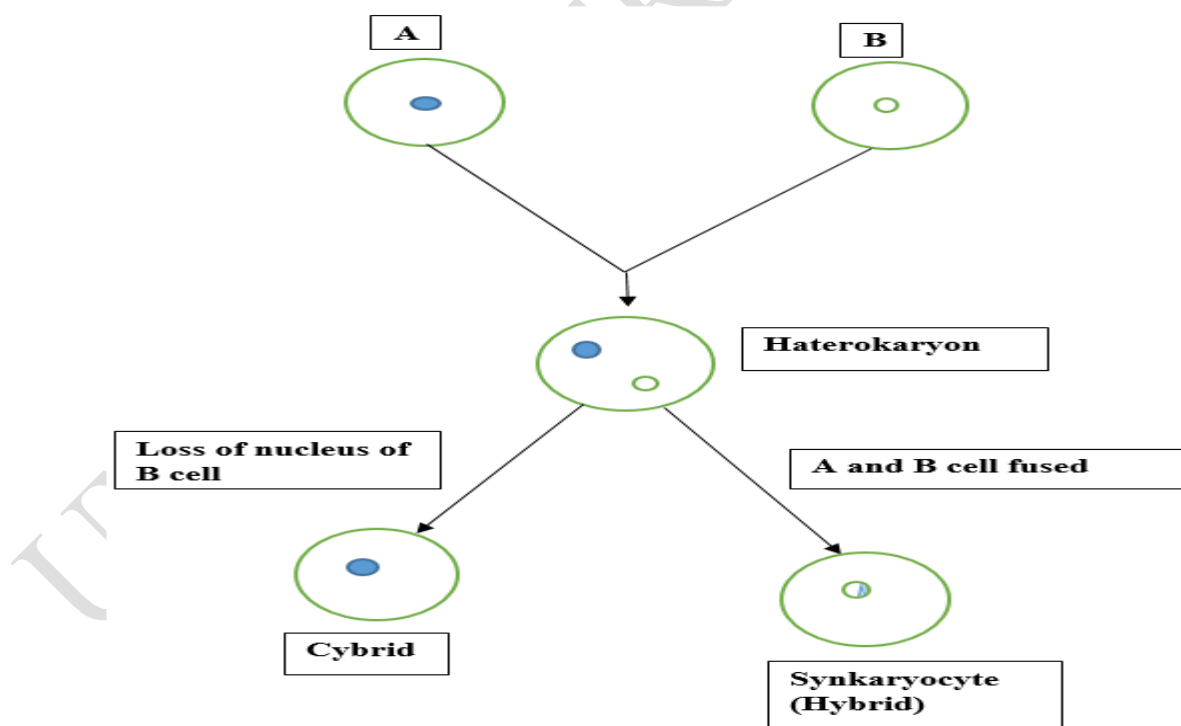 A
B
Haterokaryon
Loss of nucleus of
B cell
A and B cell fused
Cybrid
Synkaryocyte
(Hybrid)